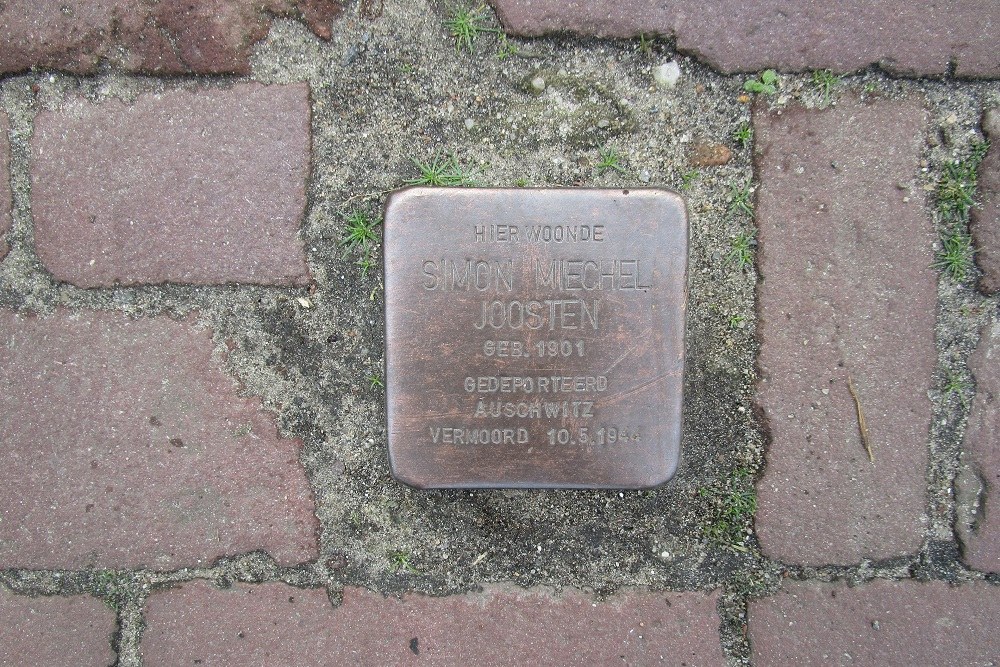 HIER WOONDE
SIMON MIECHEL
JOOSTEN
GEB. 1901
GEDEPORTEERD
AUSCHWITZ
VERMOORD 10.5.1944